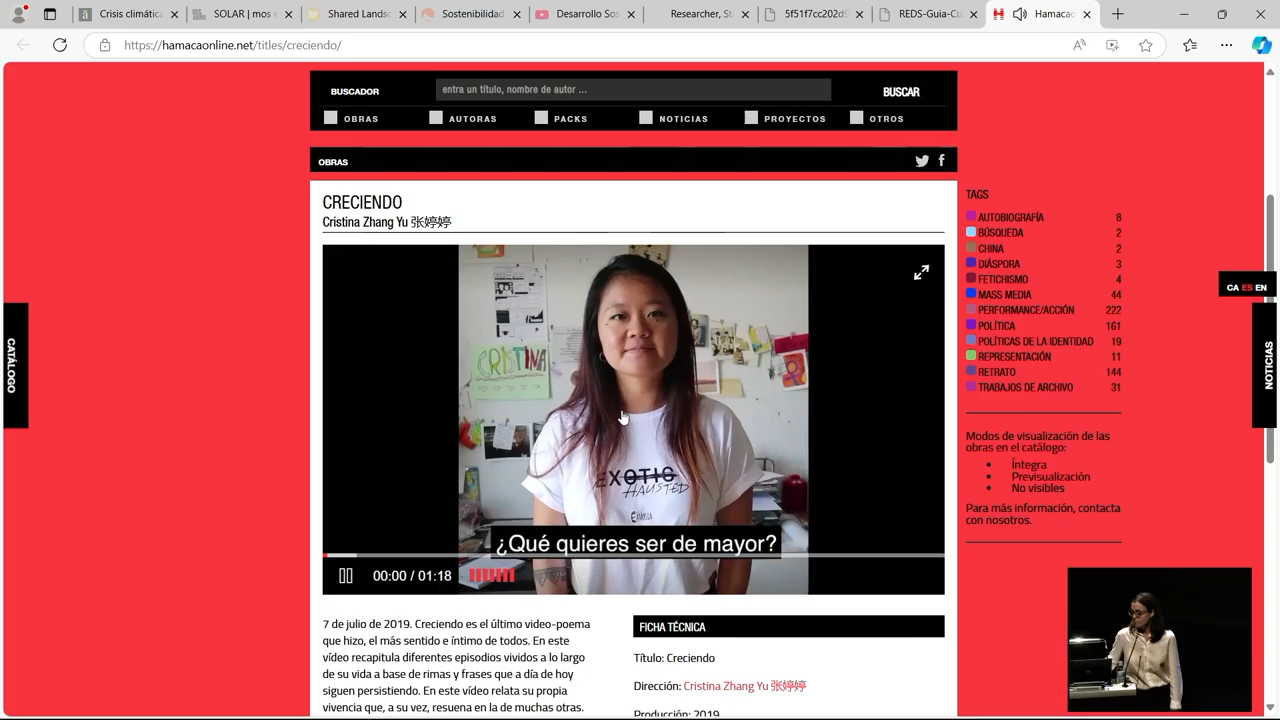 Crisis climátic
SOLAR | mos
Desarrollo Sos
Researcher, St
5f51f7cc202d9
REDS-Guia-Cu
Hamaca
Hamacac
https://hamacaonline.net/titles/creciendo/
BUSCADOR
entra un título, nombre de autor ...
BUSCAR
OBRAS
AUTORAS
PACKS
NOTICIAS
PROYECTOS
OTROS
OBRAS
CRECIENDO
Cristina Zhang Yu 张婷婷
CRISTINA
EXOTIC
HAUSTED
¿Qué quieres ser de mayor?
00:00 / 01:18
7 de julio de 2019. Creciendo es el último video-poema
que hizo, el más sentido e íntimo de todos. En este
vídeo recapitula diferentes episodios vividos a lo largo
de su vida a base de rimas y frases que a día de hoy
siguen persistiendo. En este vídeo relata su propia
vivencia que, a su vez, resuena en la de muchas otras.
FICHA TÉCNICA
Título: Creciendo
Dirección: Cristina Zhang Yu 张婷婷
Producción: 2019
TAGS
AUTOBIOGRAFÍA 8
BÚSQUEDA 2
CHINA 2
DIÁSPORA 3
FETICHISMO 4
MASS MEDIA 44
PERFORMANCE/ACCIÓN 222
POLÍTICA 161
POLÍTICAS DE LA IDENTIDAD 19
REPRESENTACIÓN 11
RETRATO 144
TRABAJOS DE ARCHIVO 31
Modos de visualización de las
obras en el catálogo:
Íntegra
Previsualización
No visibles
Para más información, contacta
con nosotros.
CA ES EN
CATÁLOGO
NOTICIAS